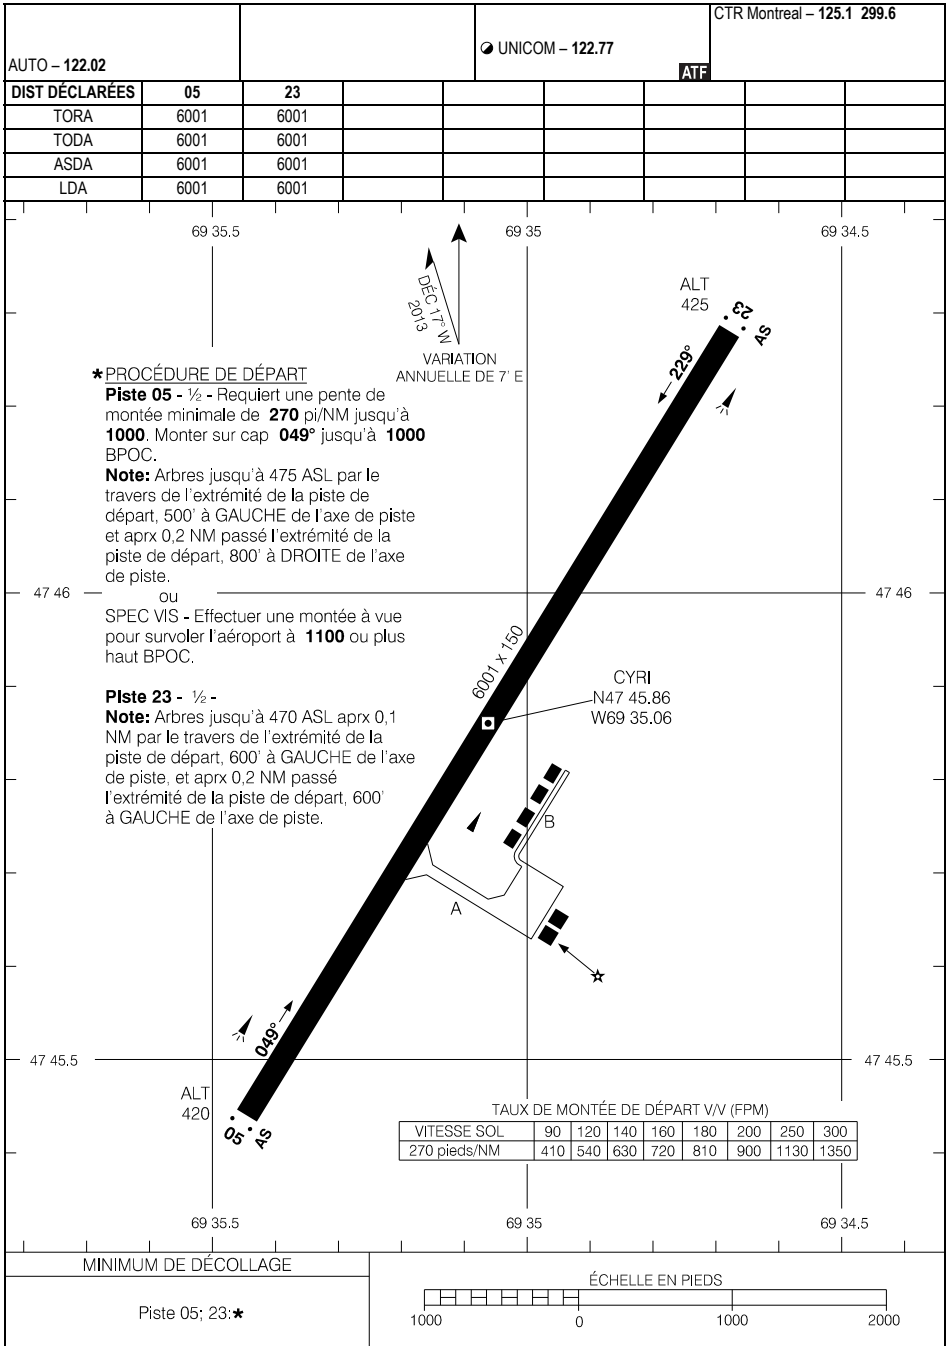 CTR Montreal – 125.1 299.6
UNICOM – 122.77
AUTO – 122.02
ATF
DIST DÉCLARÉES 05 23
TORA 6001 6001
TODA 6001 6001
ASDA 6001 6001
LDA 6001 6001
69 35.5 69 35 69 34.5
DÉC 17° W
2013
VARIATION
ANNUELLE DE 7' E
ALT
425
23
AS
229°
*PROCÉDURE DE DÉPART
Piste 05 - ½ - Requiert une pente de
montée minimale de 270 pi/NM jusqu'à
1000. Monter sur cap 049° jusqu'à 1000
BPOC.
Note: Arbres jusqu'à 475 ASL par le
travers de l'extrémité de la piste de
départ, 500' à GAUCHE de l'axe de piste
et aprx 0,2 NM passé l'extrémité de la
piste de départ, 800' à DROITE de l'axe
de piste.
47 46 47 46
ou
SPEC VIS - Effectuer une montée à vue
pour survoler l'aéroport à 1100 ou plus
haut BPOC.
PIste 23 - ½ -
Note: Arbres jusqu'à 470 ASL aprx 0,1
NM par le travers de l'extrémité de la
piste de départ, 600' à GAUCHE de l'axe
de piste, et aprx 0,2 NM passé
l'extrémité de la piste de départ, 600'
à GAUCHE de l'axe de piste.
6001 x 150
CYRI
N47 45.86
W69 35.06
B
A
049°
47 45.5 47 45.5
ALT
420
05
AS
TAUX DE MONTÉE DE DÉPART V/V (FPM)
VITESSE SOL 90 120 140 160 180 200 250 300
270 pieds/NM 410 540 630 720 810 900 1130 1350
69 35.5 69 35 69 34.5
MINIMUM DE DÉCOLLAGE
Piste 05; 23:*
ÉCHELLE EN PIEDS
1000 0 1000 2000